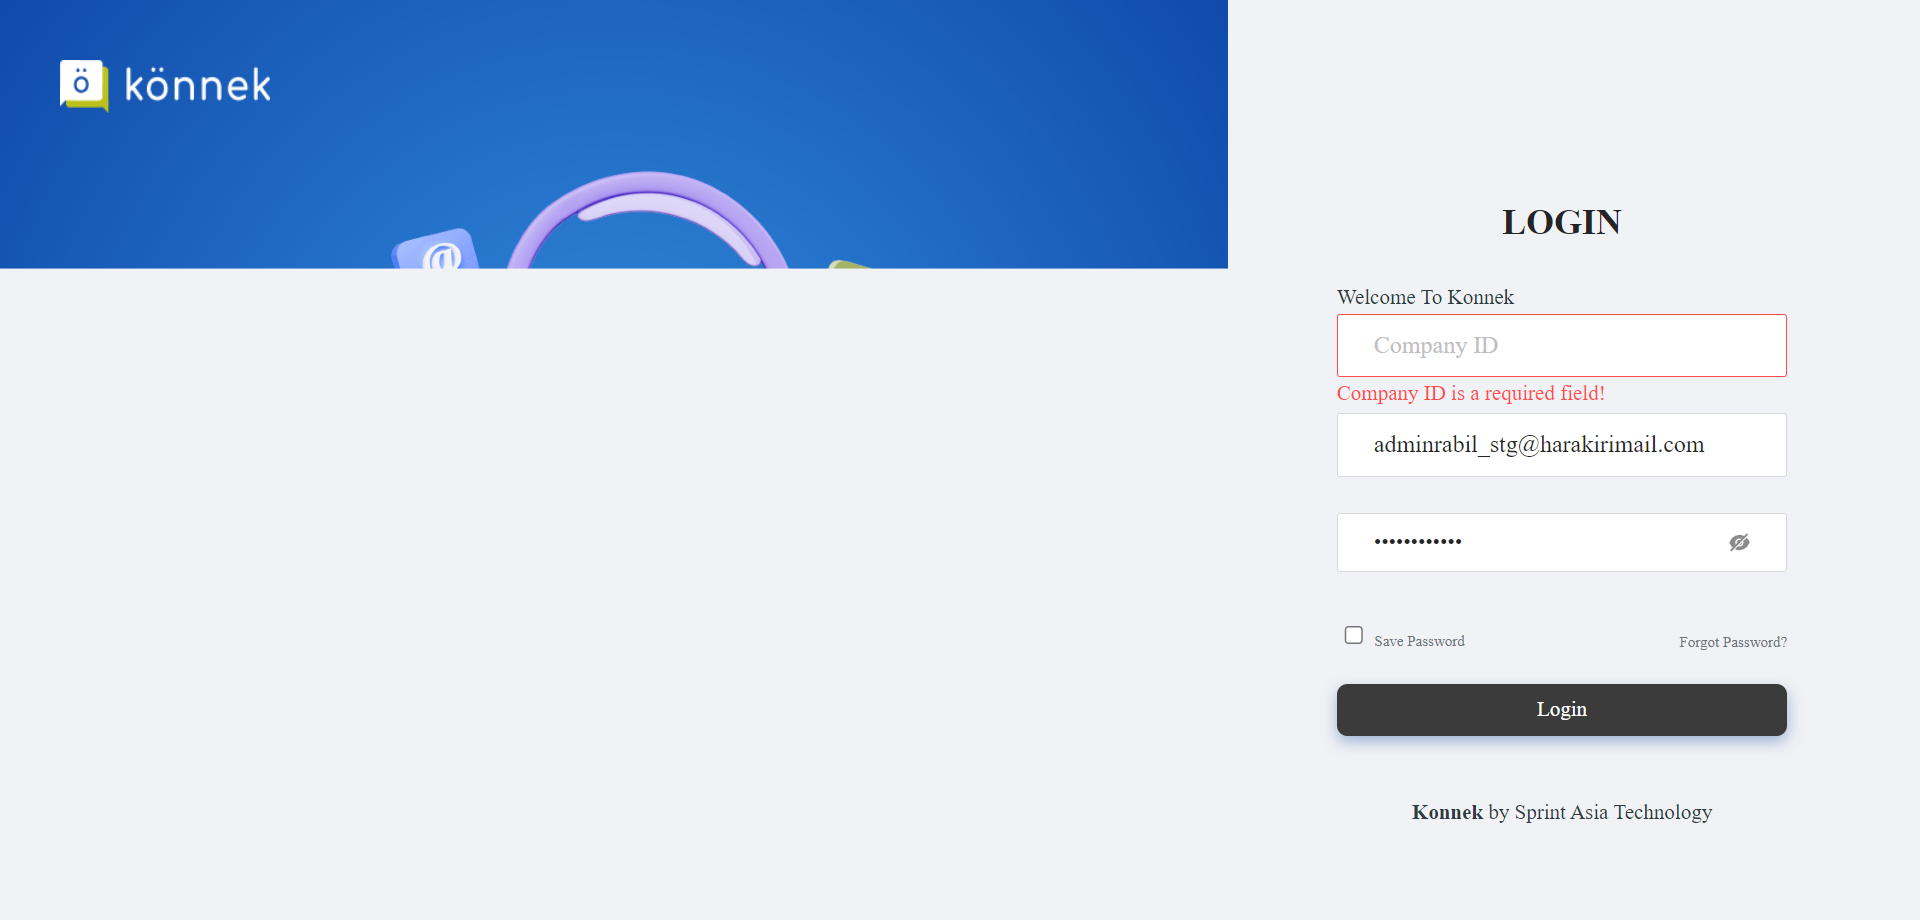 ö könnek
@
LOGIN
Welcome To Konnek
Company ID
Company ID is a required field!
adminrabil_stg@harakirimail.com
••••••••••••
Save Password
Forgot Password?
Login
Konnek by Sprint Asia Technology